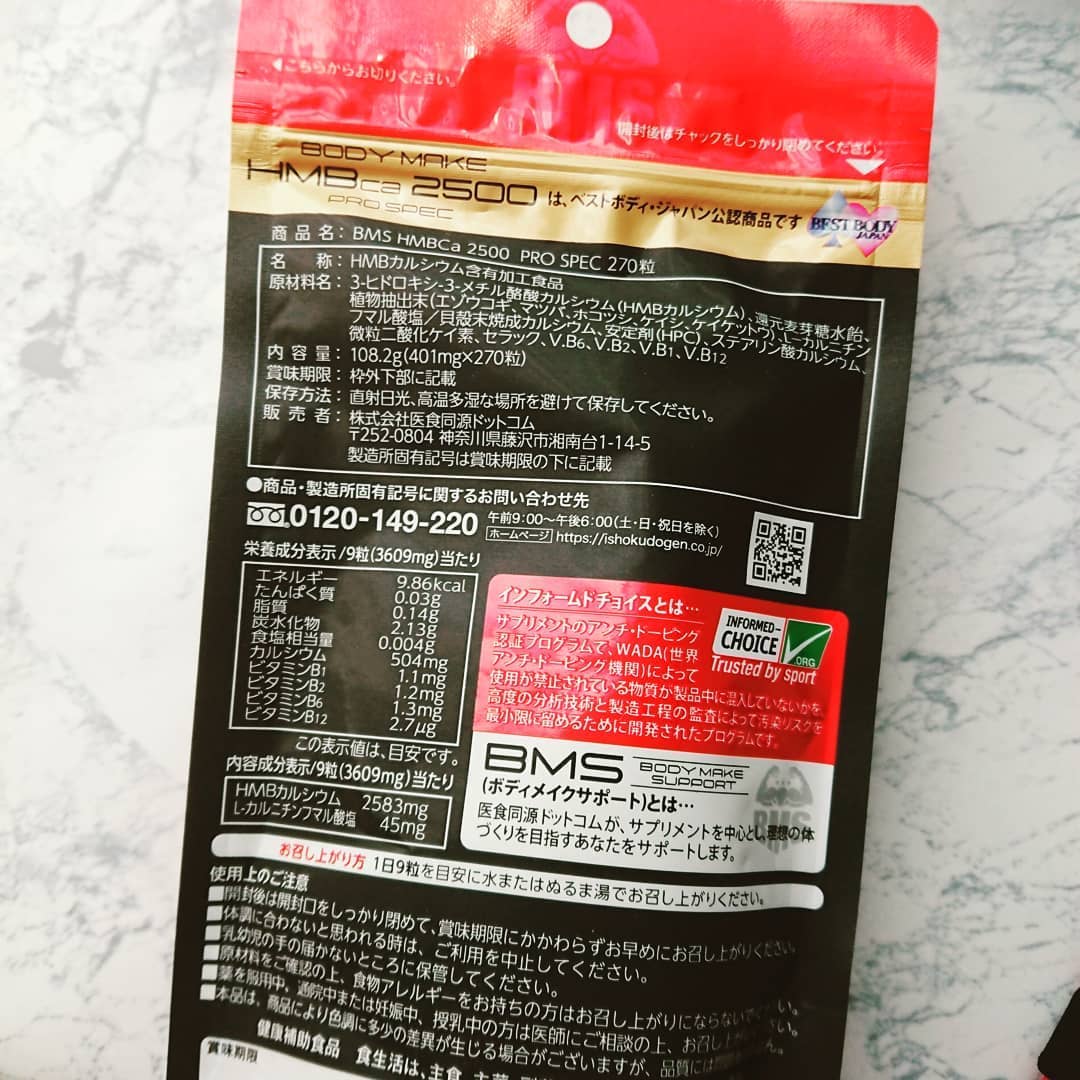 こちらからお切りください。
開封後はチャックをしっかり閉めてください。
BODY MAKE
HMBca 2500 は、ベストボディ・ジャパン公認商品です
PRO SPEC
BEST BODY
JAPAN
商品名：BMS HMBCa 2500 PRO SPEC 270粒
名称：HMBカルシウム含有加工食品
原材料名：3-ヒドロキシ-3-メチル酪酸カルシウム(HMBカルシウム)、還元麦芽糖水飴、
植物抽出末(エゾウコギ、マツバ、ホコツシ、ケイシ、ケイケットウ)、L-カルニチン
フマル酸塩／貝殻末焼成カルシウム、安定剤(HPC)、ステアリン酸カルシウム、
微粒二酸化ケイ素、セラック、V.B6、V.B2、V.B1、V.B12
内容量：108.2g(401mg×270粒)
賞味期限：枠外下部に記載
保存方法：直射日光、高温多湿な場所を避けて保存してください。
販売者：株式会社医食同源ドットコム
〒252-0804 神奈川県藤沢市湘南台1-14-5
製造所固有記号は賞味期限の下に記載
●商品・製造所固有記号に関するお問い合わせ先
0120-149-220 午前9:00～午後6:00(土・日・祝日を除く)
ホームページ https://ishokudogen.co.jp/
栄養成分表示/9粒(3609mg)当たり
エネルギー 9.86kcal
たんぱく質 0.03g
脂質 0.14g
炭水化物 2.13g
食塩相当量 0.004g
カルシウム 504mg
ビタミンB1 1.1mg
ビタミンB2 1.2mg
ビタミンB6 1.3mg
ビタミンB12 2.7μg
この表示値は、目安です。
内容成分表示/9粒(3609mg)当たり
HMBカルシウム 2583mg
L-カルニチンフマル酸塩 45mg
インフォームドチョイスとは…
サプリメントのアンチ・ドーピング
認証プログラムで、WADA(世界
アンチ・ドーピング機関)によって
使用が禁止されている物質が製品中に混入していないかを、
高度の分析技術と製造工程の監査によって汚染リスクを
最小限に留めるために開発されたプログラムです。
INFORMED-
CHOICE
.ORG
Trusted by sport
BMS BODY MAKE
SUPPORT
(ボディメイクサポート)とは…
医食同源ドットコムが、サプリメントを中心とし、理想の体
づくりを目指すあなたをサポートします。
BMS
お召し上がり方 1日9粒を目安に水またはぬるま湯でお召し上がりください。
使用上のご注意
■開封後は開封口をしっかり閉めて、賞味期限にかかわらずお早めにお召し上がりください。
■体調に合わないと思われる時は、ご利用を中止してください。
■乳幼児の手の届かないところに保管してください。
■原材料をご確認の上、食物アレルギーをお持ちの方はお召し上がりにならないでください。
■薬を服用中、通院中または妊娠中、授乳中の方は医師にご相談の上、お召し上がりください。
■本品は、商品により色調に多少の差異が生じる場合がございますが、品質には問題ありません。
健康補助食品 食生活は、主食、主菜、
賞味期限